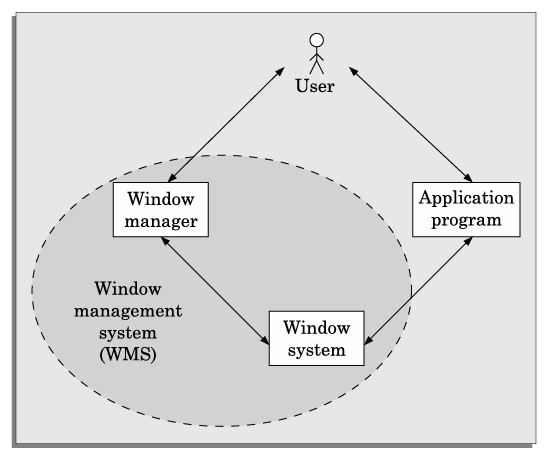 User
Window
manager
Application
program
Window
management
system
(WMS)
Window
system